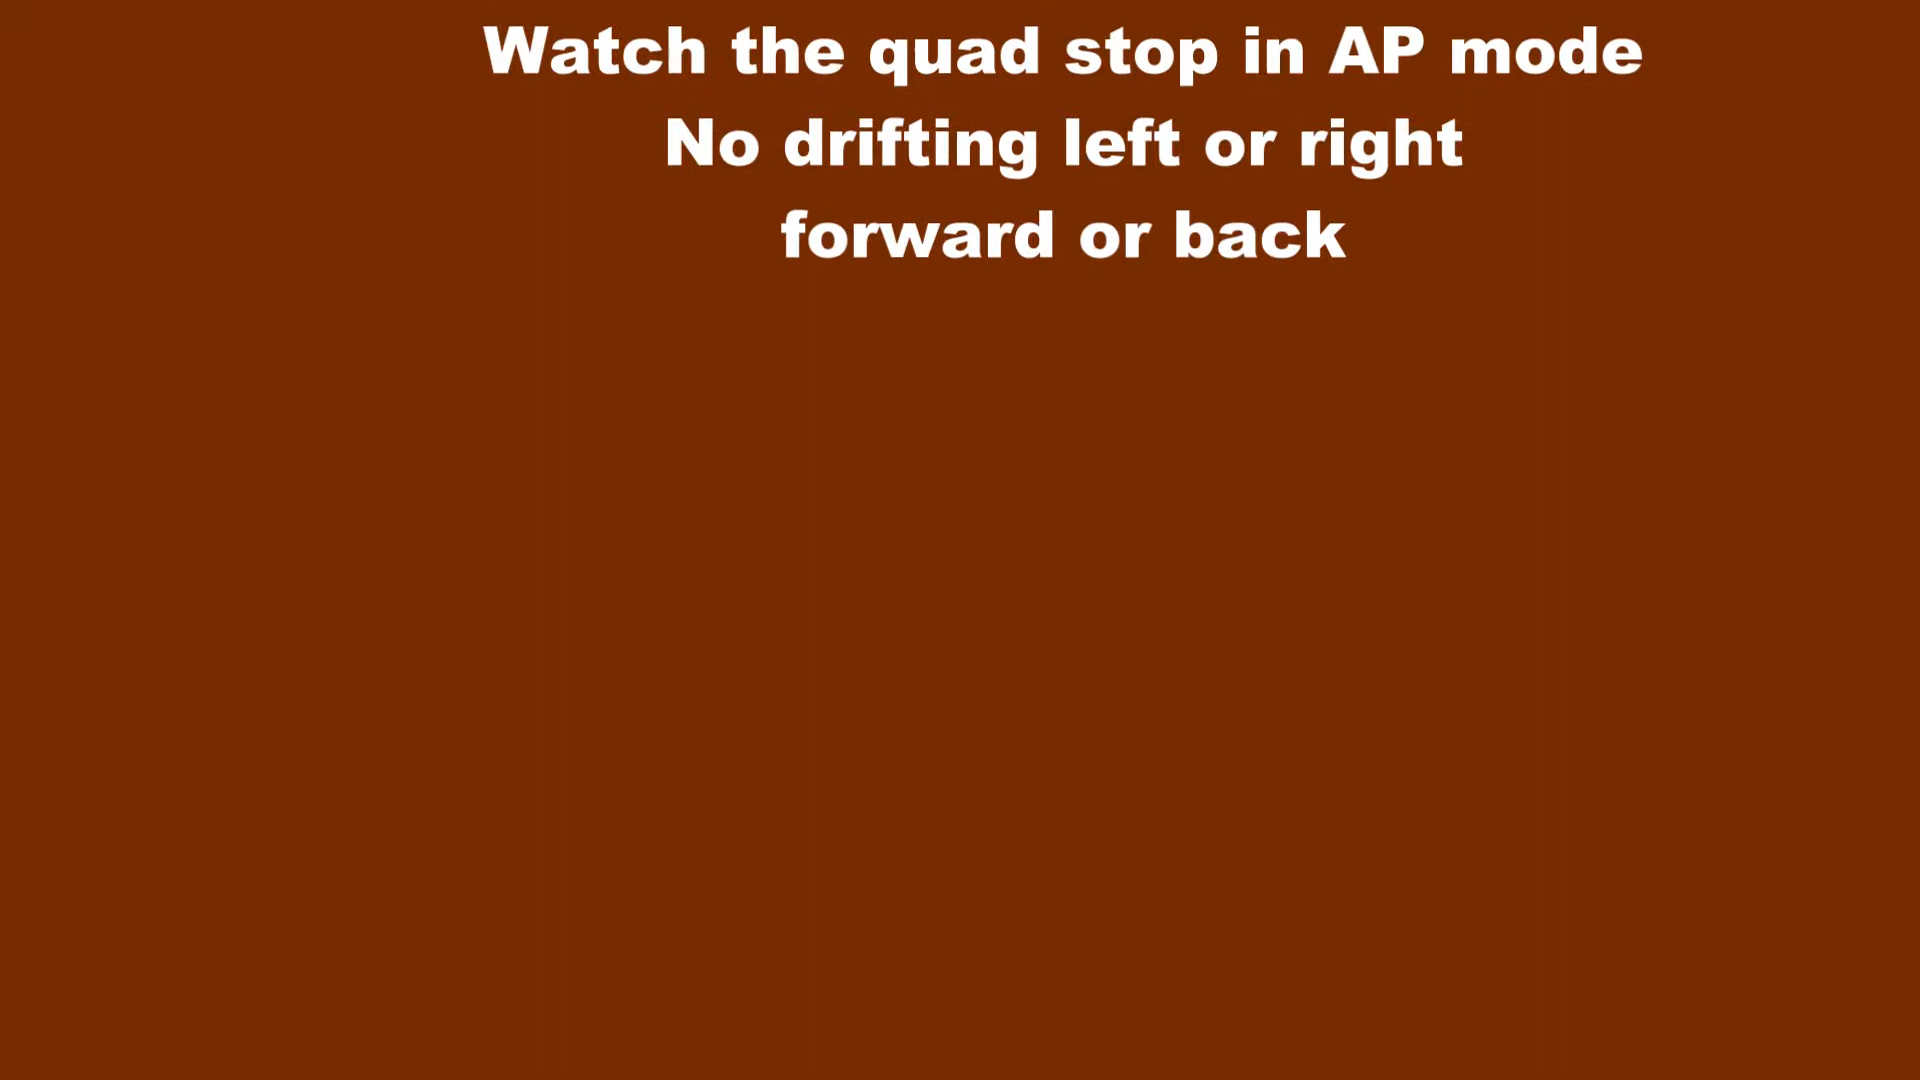 Watch the quad stop in AP mode
No drifting left or right
forward or back